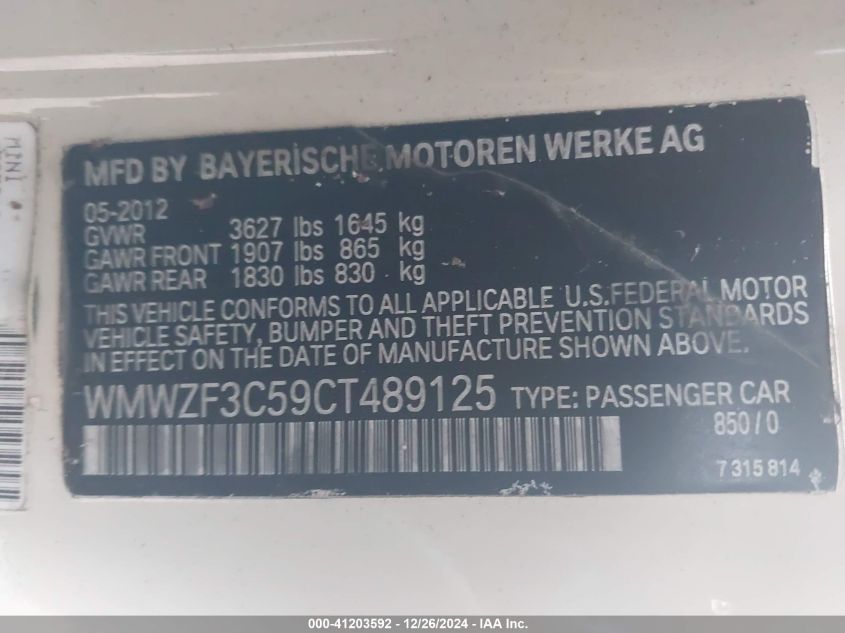 MINI
MFD BY BAYERISCHE MOTOREN WERKE AG
05-2012
GVWR 3627 lbs 1645 kg
GAWR FRONT 1907 lbs 865 kg
GAWR REAR 1830 lbs 830 kg
THIS VEHICLE CONFORMS TO ALL APPLICABLE U.S.FEDERAL MOTOR
VEHICLE SAFETY, BUMPER AND THEFT PREVENTION STANDARDS
IN EFFECT ON THE DATE OF MANUFACTURE SHOWN ABOVE.
WMWZF3C59CT489125 TYPE: PASSENGER CAR
850/0
7 315 814
000-41203592 - 12/26/2024 - IAA Inc.